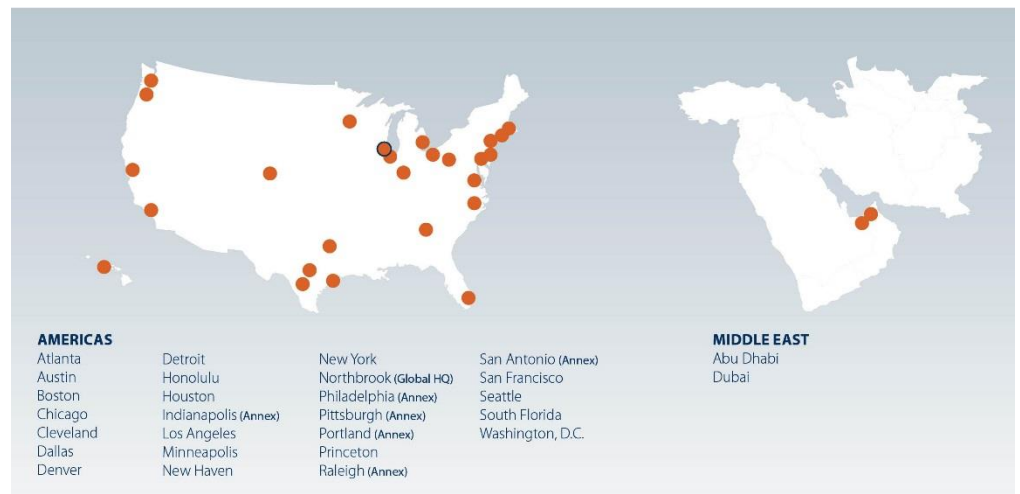 AMERICAS
Atlanta
Austin
Boston
Chicago
Cleveland
Dallas
Denver
Detroit
Honolulu
Houston
Indianapolis (Annex)
Los Angeles
Minneapolis
New Haven
New York
Northbrook (Global HQ)
Philadelphia (Annex)
Pittsburgh (Annex)
Portland (Annex)
Princeton
Raleigh (Annex)
San Antonio (Annex)
San Francisco
Seattle
South Florida
Washington, D.C.
MIDDLE EAST
Abu Dhabi
Dubai